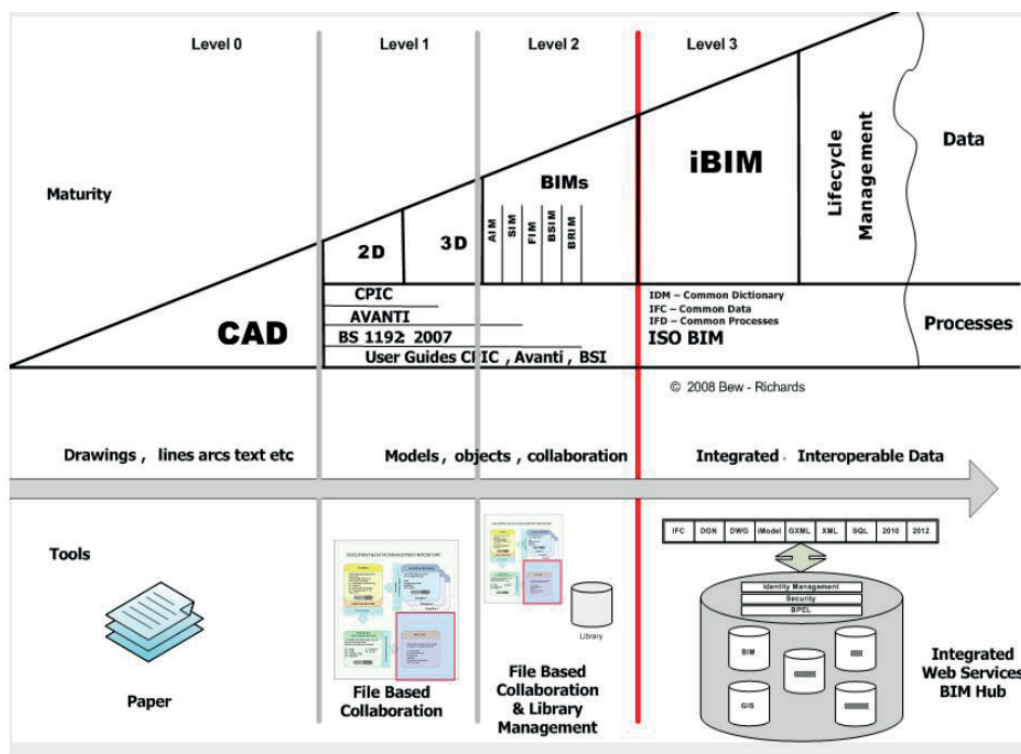 Level 0
Level 1
Level 2
Level 3
Maturity
CAD
2D
3D
BIMs
AIM
SIM
FIM
BSIM
BRIM
iBIM
Lifecycle
Management
Data
CPIC
AVANTI
BS 1192: 2007
User Guides CPIC , Avanti , BSI
IDM – Common Dictionary
IFC – Common Data
IFD – Common Processes
ISO BIM
Processes
© 2008 Bew - Richards
Drawings , lines arcs text etc
Models , objects , collaboration
Integrated , Interoperable Data
Tools
Paper
DOCUMENT & DATA MANAGEMENT REPOSITORY
File Based
Collaboration
Library
File Based
Collaboration
& Library
Management
IFC DGN DWG iModel GXML XML SQL 2010 2012
Identity Management
Security
BPEL
BIM
GIS
Integrated
Web Services
BIM Hub